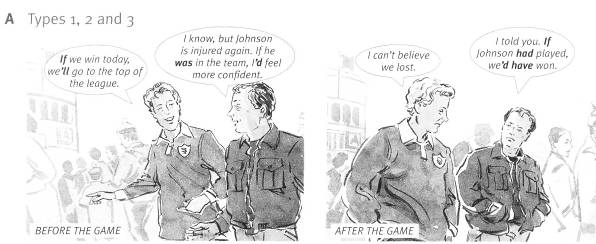 A Types 1, 2 and 3
If we win today,
we'll go to the top of
the league.
I know, but Johnson
is injured again. If he
was in the team, I'd feel
more confident.
BEFORE THE GAME
I can't believe
we lost.
I told you. If
Johnson had played,
we'd have won.
AFTER THE GAME